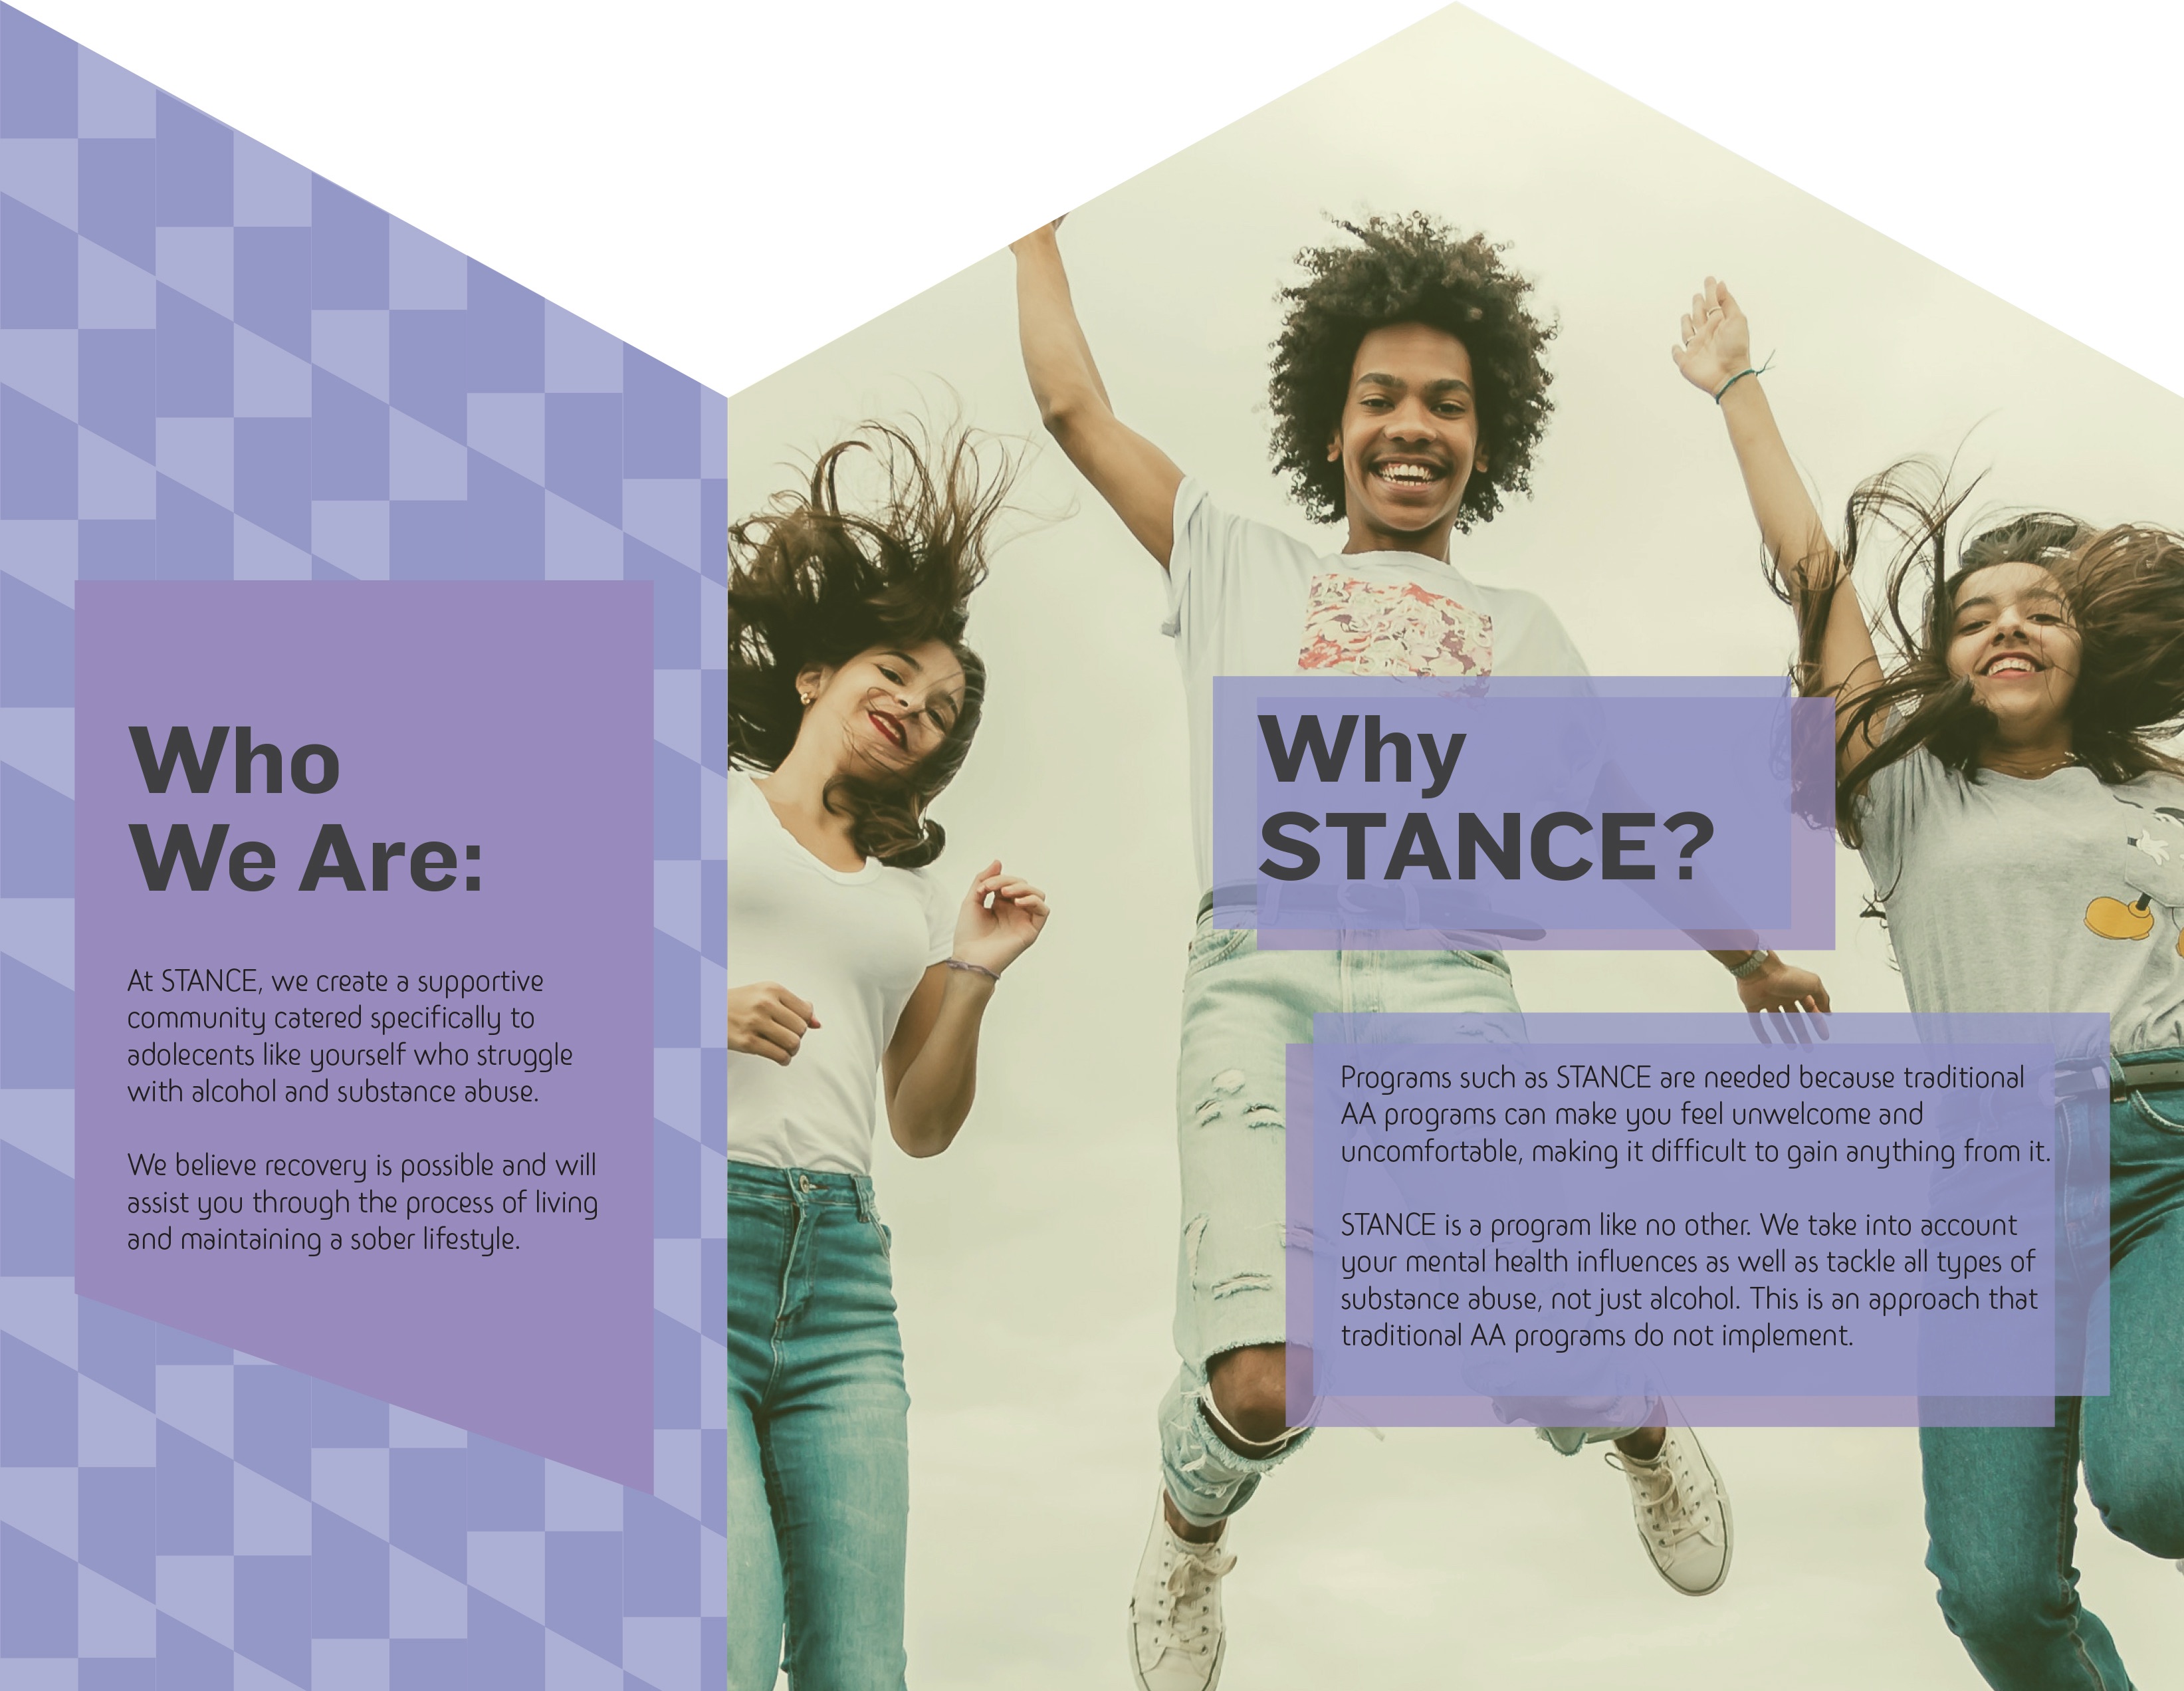 Who
We Are:
At STANCE, we create a supportive
community catered specifically to
adolecents like yourself who struggle
with alcohol and substance abuse.
We believe recovery is possible and will
assist you through the process of living
and maintaining a sober lifestyle.
Why
STANCE?
Programs such as STANCE are needed because traditional
AA programs can make you feel unwelcome and
uncomfortable, making it difficult to gain anything from it.
STANCE is a program like no other. We take into account
your mental health influences as well as tackle all types of
substance abuse, not just alcohol. This is an approach that
traditional AA programs do not implement.